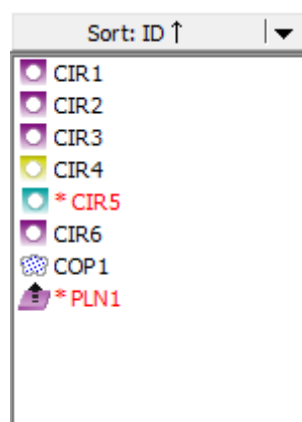 Sort: ID ↑
CIR1
CIR2
CIR3
CIR4
* CIR5
CIR6
COP1
* PLN1